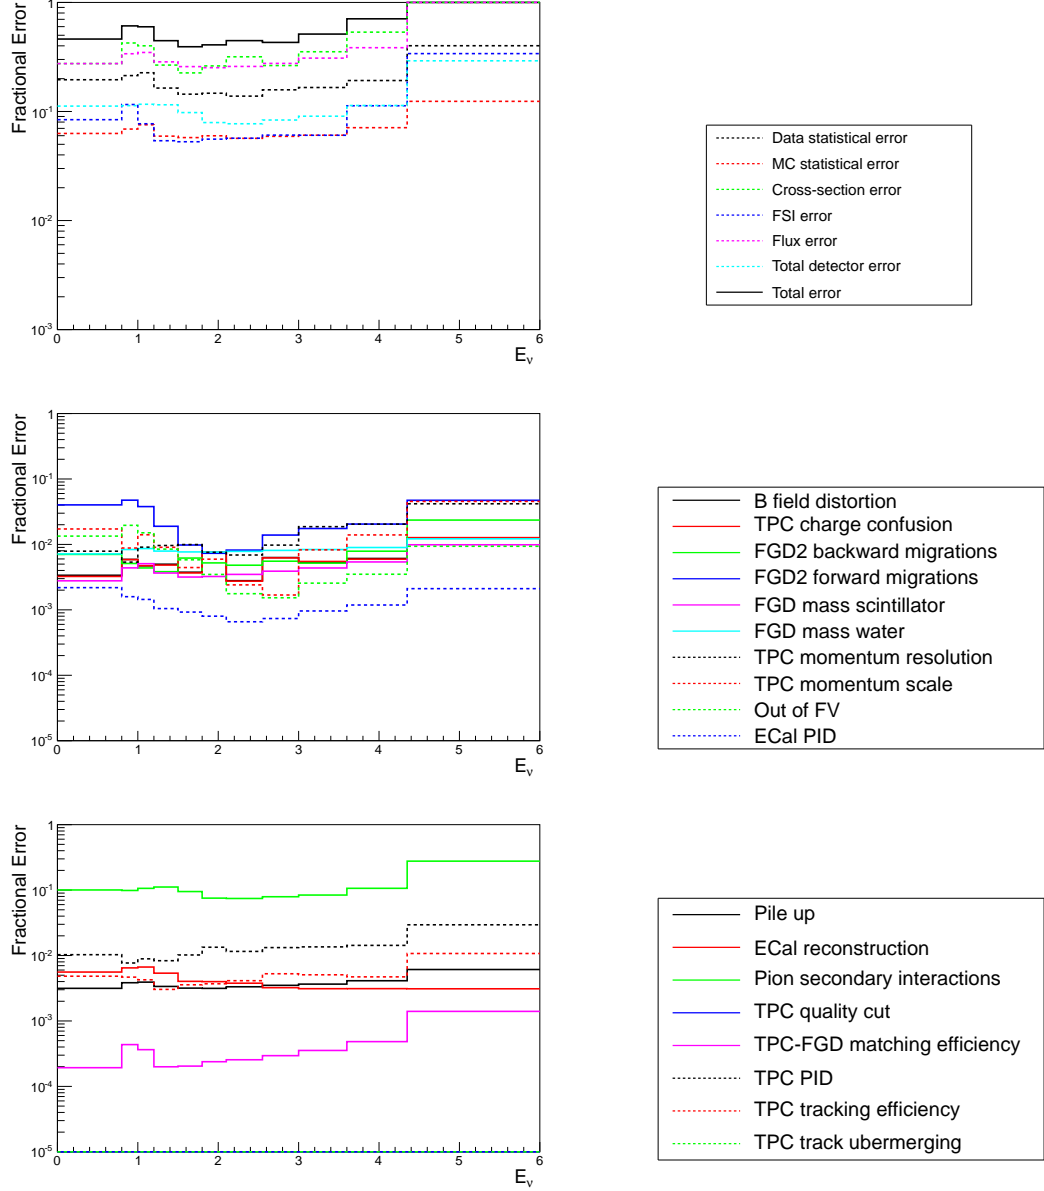 Fractional Error
1
10-1
10-2
10-3
0 1 2 3 4 5 6
Eν
Data statistical error
MC statistical error
Cross-section error
FSI error
Flux error
Total detector error
Total error
Fractional Error
1
10-1
10-2
10-3
10-4
10-5
0 1 2 3 4 5 6
Eν
B field distortion
TPC charge confusion
FGD2 backward migrations
FGD2 forward migrations
FGD mass scintillator
FGD mass water
TPC momentum resolution
TPC momentum scale
Out of FV
ECal PID
Fractional Error
1
10-1
10-2
10-3
10-4
10-5
0 1 2 3 4 5 6
Eν
Pile up
ECal reconstruction
Pion secondary interactions
TPC quality cut
TPC-FGD matching efficiency
TPC PID
TPC tracking efficiency
TPC track ubermerging